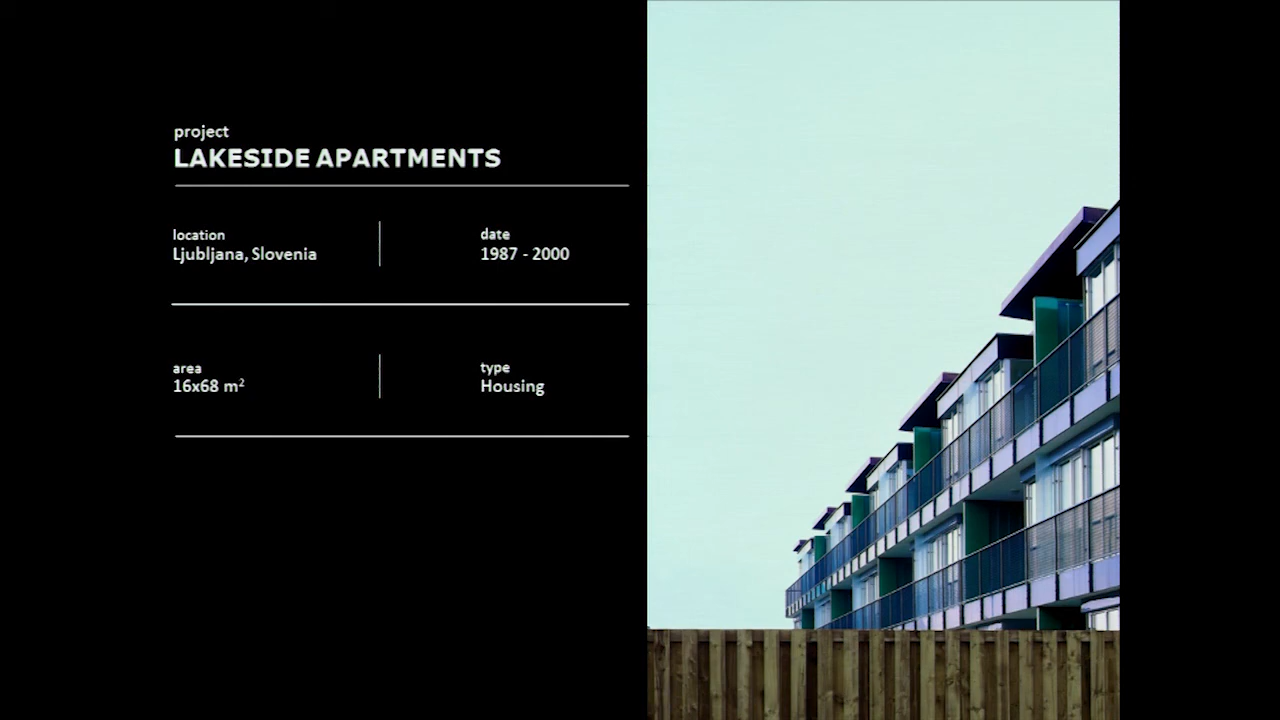 project
LAKESIDE APARTMENTS
location
Ljubljana, Slovenia
date
1987 - 2000
area
16x68 m²
type
Housing